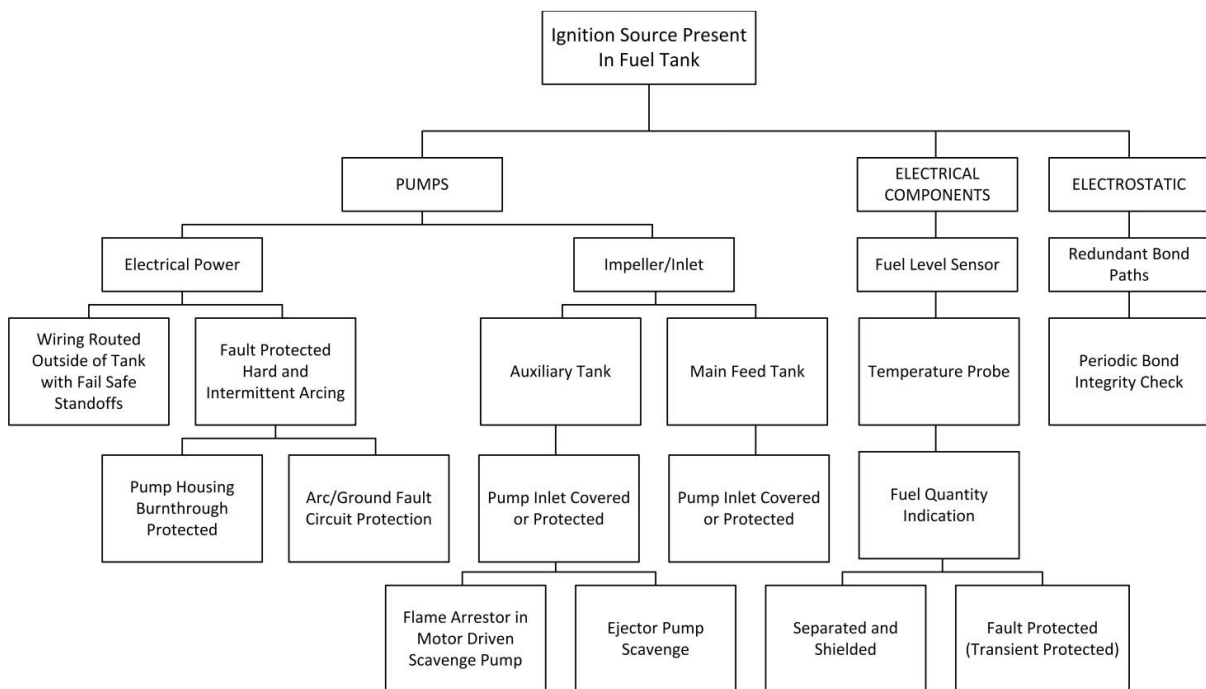 Ignition Source Present
In Fuel Tank
PUMPS
ELECTRICAL
COMPONENTS
ELECTROSTATIC
Electrical Power
Impeller/Inlet
Fuel Level Sensor
Redundant Bond
Paths
Wiring Routed
Outside of Tank
with Fail Safe
Standoffs
Fault Protected
Hard and
Intermittent Arcing
Auxiliary Tank
Main Feed Tank
Temperature Probe
Periodic Bond
Integrity Check
Pump Housing
Burnthrough
Protected
Arc/Ground Fault
Circuit Protection
Pump Inlet Covered
or Protected
Pump Inlet Covered
or Protected
Fuel Quantity
Indication
Flame Arrestor in
Motor Driven
Scavenge Pump
Ejector Pump
Scavenge
Separated and
Shielded
Fault Protected
(Transient Protected)